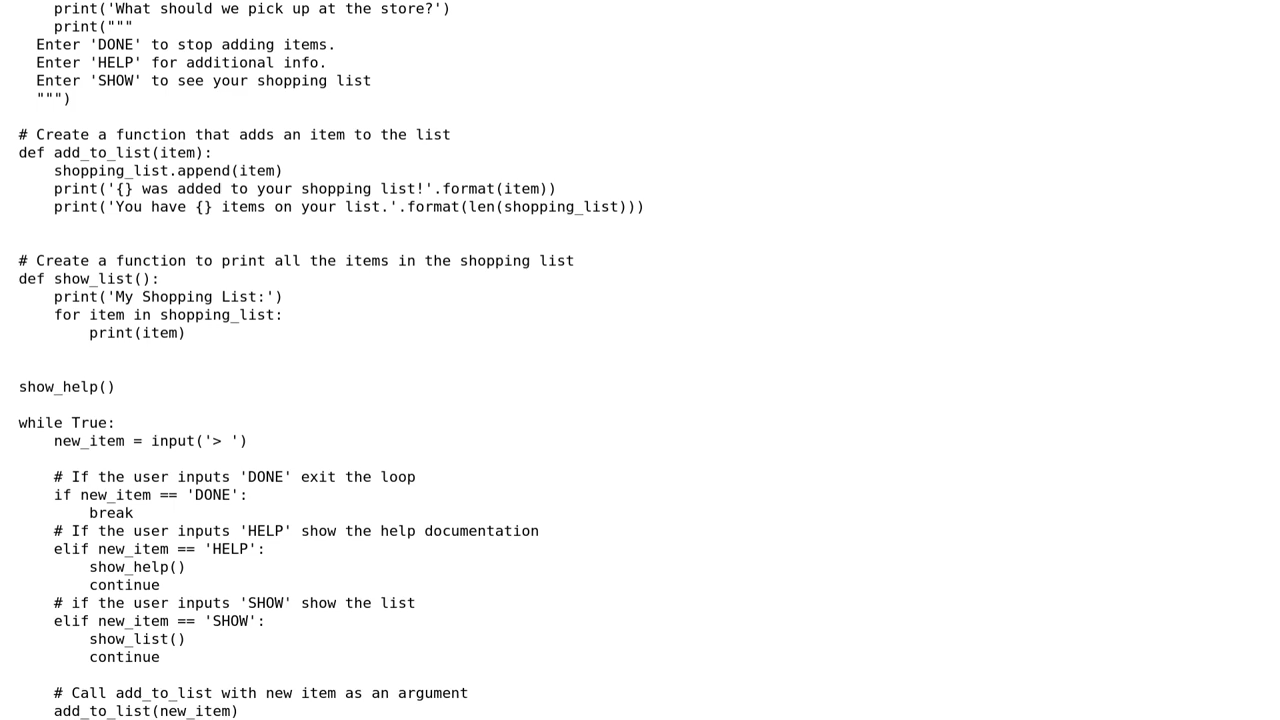 print('What should we pick up at the store?')
    print("""
  Enter 'DONE' to stop adding items.
  Enter 'HELP' for additional info.
  Enter 'SHOW' to see your shopping list
  """)

# Create a function that adds an item to the list
def add_to_list(item):
    shopping_list.append(item)
    print('{} was added to your shopping list!'.format(item))
    print('You have {} items on your list.'.format(len(shopping_list)))


# Create a function to print all the items in the shopping list
def show_list():
    print('My Shopping List:')
    for item in shopping_list:
        print(item)


show_help()

while True:
    new_item = input('> ')

    # If the user inputs 'DONE' exit the loop
    if new_item == 'DONE':
        break
    # If the user inputs 'HELP' show the help documentation
    elif new_item == 'HELP':
        show_help()
        continue
    # if the user inputs 'SHOW' show the list
    elif new_item == 'SHOW':
        show_list()
        continue

    # Call add_to_list with new item as an argument
    add_to_list(new_item)